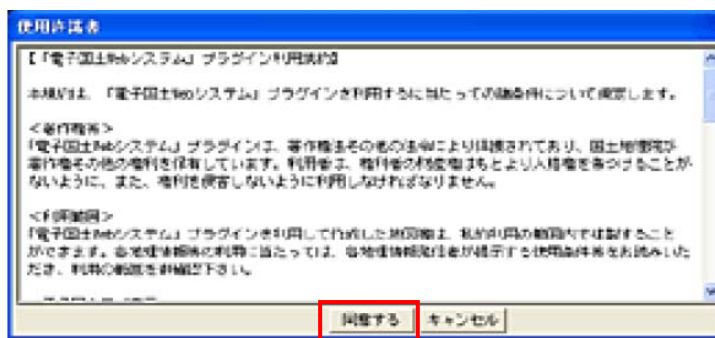 使用許諾書
【「電子国土Webシステム」プラグイン利用規約】
本規約は、「電子国土Webシステム」プラグインを利用するに当たっての諸条件について規定します。
＜著作権等＞
「電子国土Webシステム」プラグインは、著作権法その他の法令により保護されており、国土地理院が
著作権その他の権利を保有しています。利用者は、権利者の財産権はもとより人格権を傷つけることが
ないように、また、権利を侵害しないように利用しなければなりません。
＜利用範囲＞
「電子国土Webシステム」プラグインを利用して作成した地図等は、私的利用の範囲内で複製すること
ができます。各地理情報等の利用に当たっては、各地理情報発信者が提示する使用条件等をお読みいた
だき、利用の範囲を御確認下さい。
同意する キャンセル